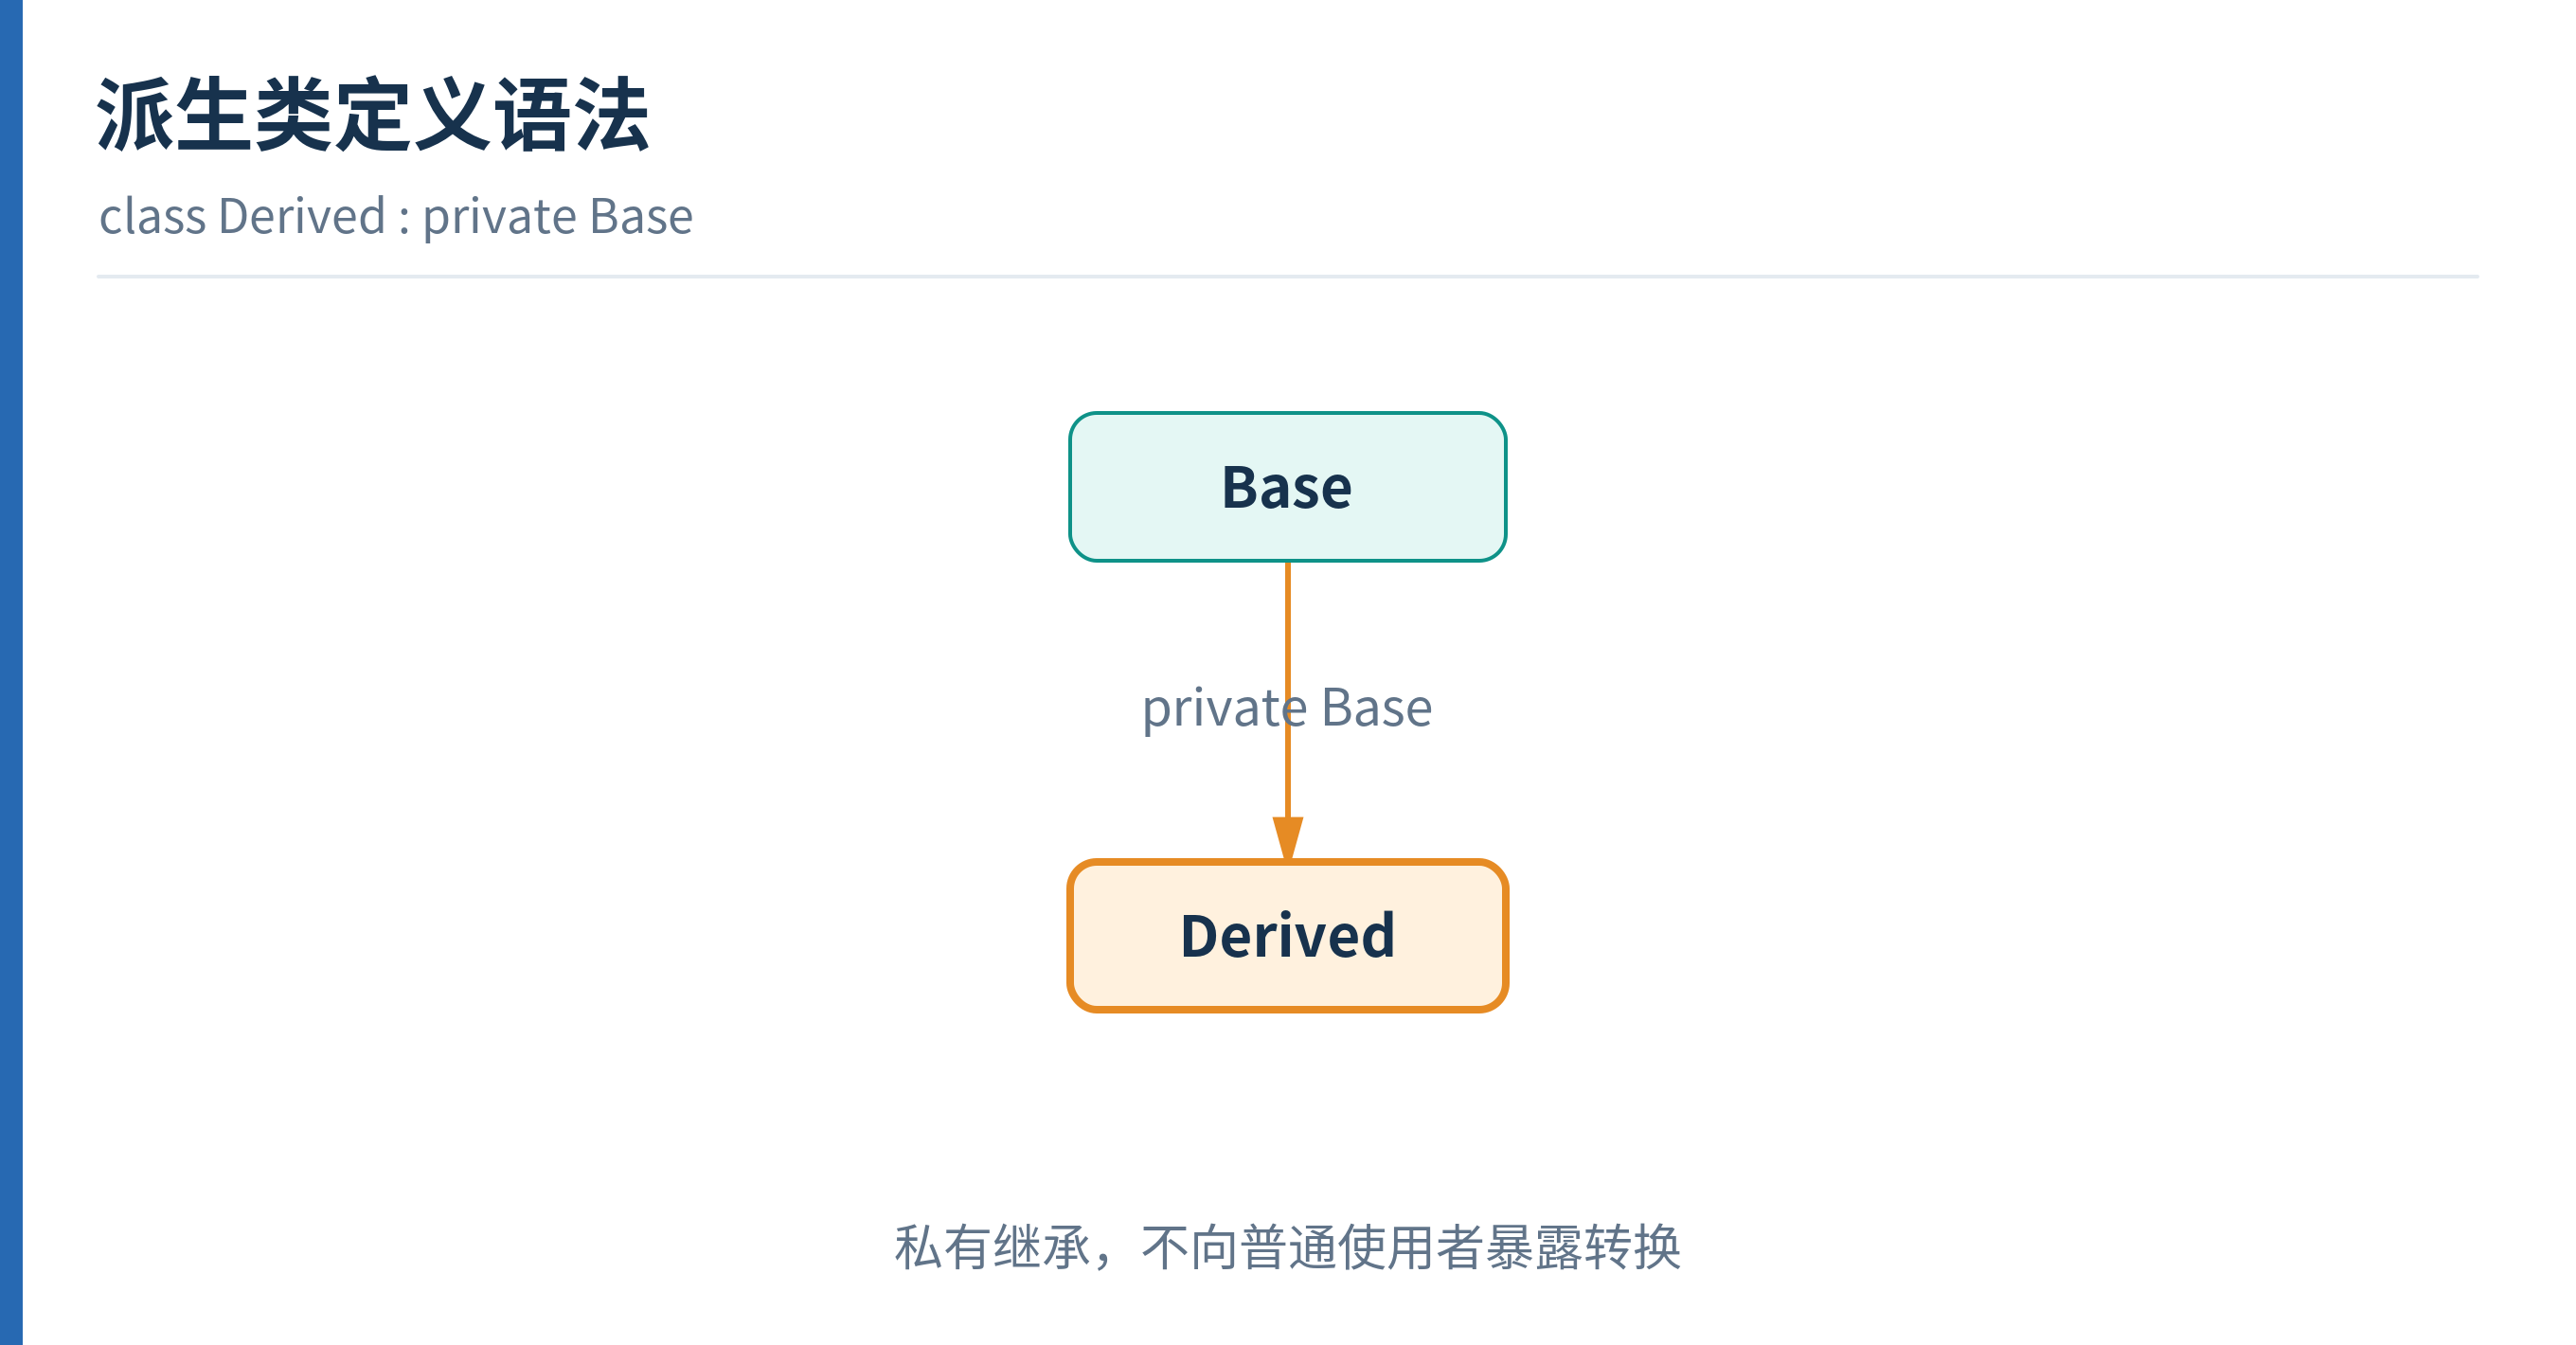 派生类定义语法
class Derived : private Base
Base
private Base
Derived
私有继承，不向普通使用者暴露转换